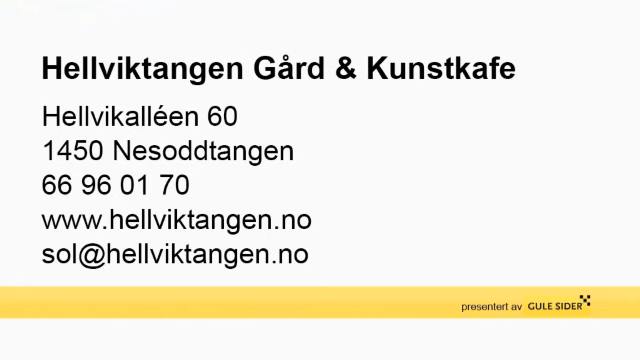 Hellviktangen Gård & Kunstkafe
Hellvikalléen 60
1450 Nesoddtangen
66 96 01 70
www.hellviktangen.no
sol@hellviktangen.no
presentert av GULE SIDER